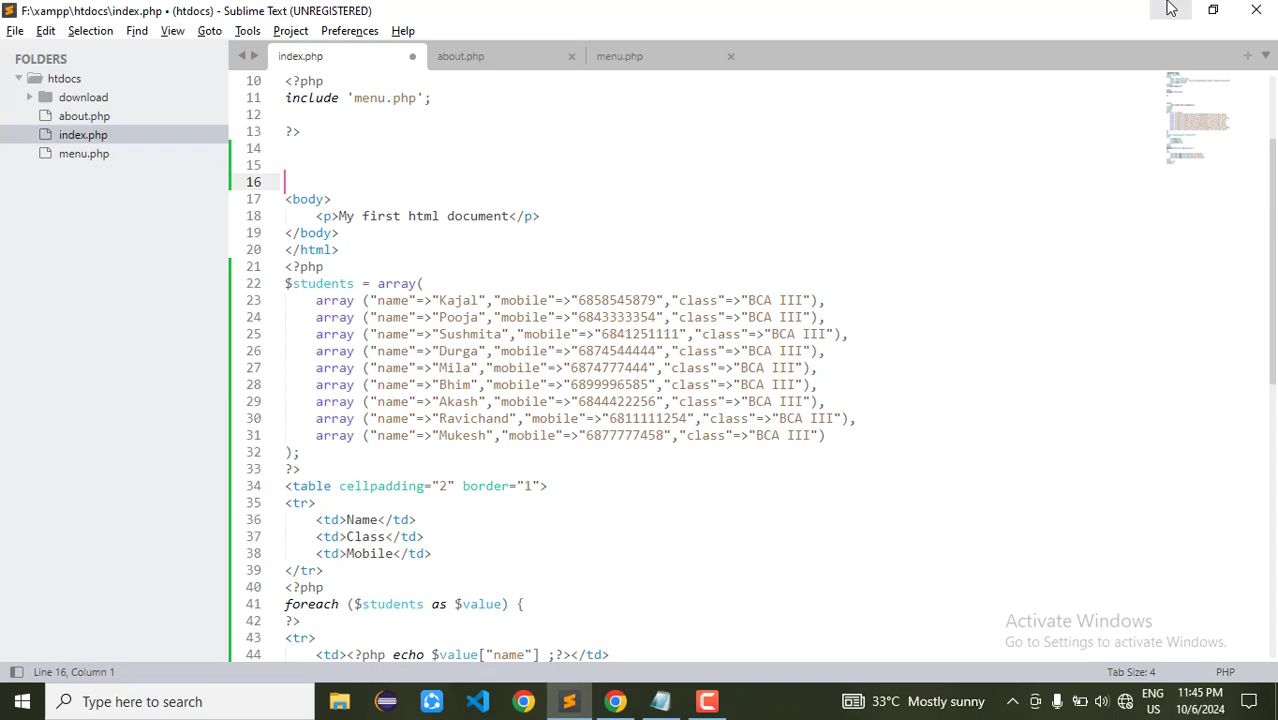 F:\xampp\htdocs\index.php • (htdocs) - Sublime Text (UNREGISTERED)
File Edit Selection Find View Goto Tools Project Preferences Help
FOLDERS
htdocs
download
about.php
index.php
menu.php
index.php about.php menu.php
10 <?php
11 include 'menu.php';
12
13 ?>
14
15
16
17 <body>
18 <p>My first html document</p>
19 </body>
20 </html>
21 <?php
22 $students = array(
23 array ("name"=>"Kajal","mobile"=>"6858545879","class"=>"BCA III"),
24 array ("name"=>"Pooja","mobile"=>"6843333354","class"=>"BCA III"),
25 array ("name"=>"Sushmita","mobile"=>"6841251111","class"=>"BCA III"),
26 array ("name"=>"Durga","mobile"=>"6874544444","class"=>"BCA III"),
27 array ("name"=>"Mila","mobile"=>"6874777444","class"=>"BCA III"),
28 array ("name"=>"Bhim","mobile"=>"6899996585","class"=>"BCA III"),
29 array ("name"=>"Akash","mobile"=>"6844422256","class"=>"BCA III"),
30 array ("name"=>"Ravichand","mobile"=>"6811111254","class"=>"BCA III"),
31 array ("name"=>"Mukesh","mobile"=>"6877777458","class"=>"BCA III")
32 );
33 ?>
34 <table cellpadding="2" border="1">
35 <tr>
36 <td>Name</td>
37 <td>Class</td>
38 <td>Mobile</td>
39 </tr>
40 <?php
41 foreach ($students as $value) {
42 ?>
43 <tr>
44 <td><?php echo $value["name"] ;?></td>
Activate Windows
Go to Settings to activate Windows.
Line 16, Column 1 Tab Size: 4 PHP
Type here to search
33°C Mostly sunny
ENG
US
11:45 PM
10/6/2024